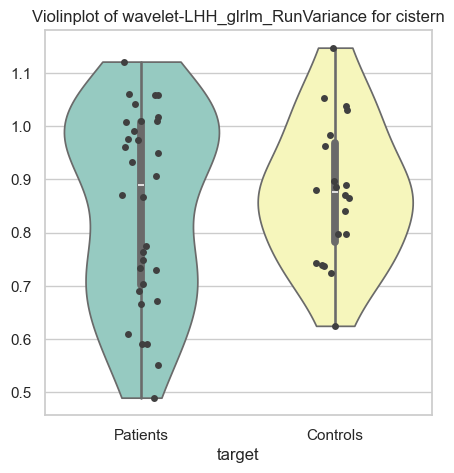 Violinplot of wavelet-LHH_glrlm_RunVariance for cistern
1.1
1.0
0.9
0.8
0.7
0.6
0.5
Patients
Controls
target